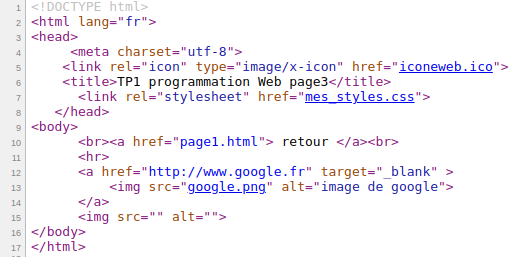 1 <!DOCTYPE html>
2 <html lang="fr">
3 <head>
4 <meta charset="utf-8">
5 <link rel="icon" type="image/x-icon" href="iconeweb.ico">
6 <title>TP1 programmation Web page3</title>
7 <link rel="stylesheet" href="mes_styles.css">
8 </head>
9 <body>
10 <br><a href="page1.html"> retour </a><br>
11 <hr>
12 <a href="http://www.google.fr" target="_blank" >
13 <img src="google.png" alt="image de google">
14 </a>
15 <img src="" alt="">
16 </body>
17 </html>